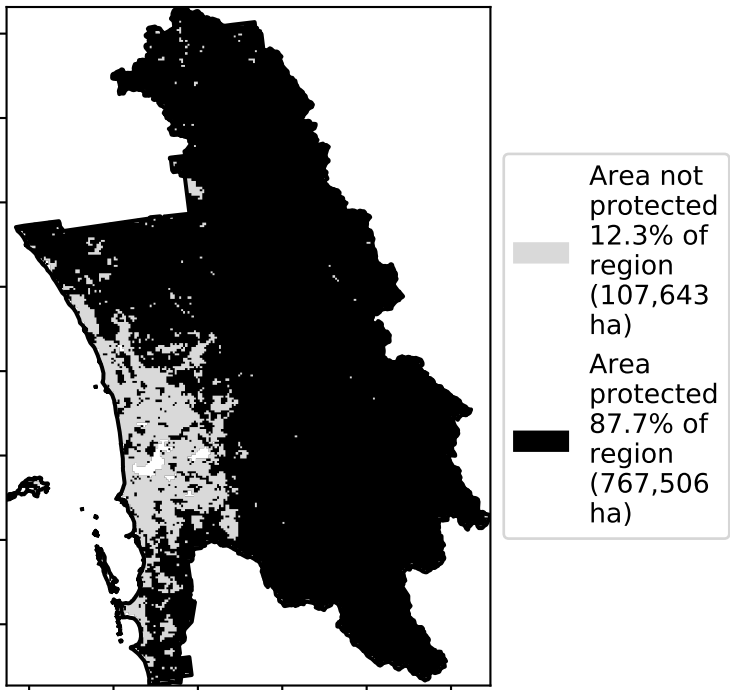 Area not
protected
12.3% of
region
(107,643
ha)
Area
protected
87.7% of
region
(767,506
ha)